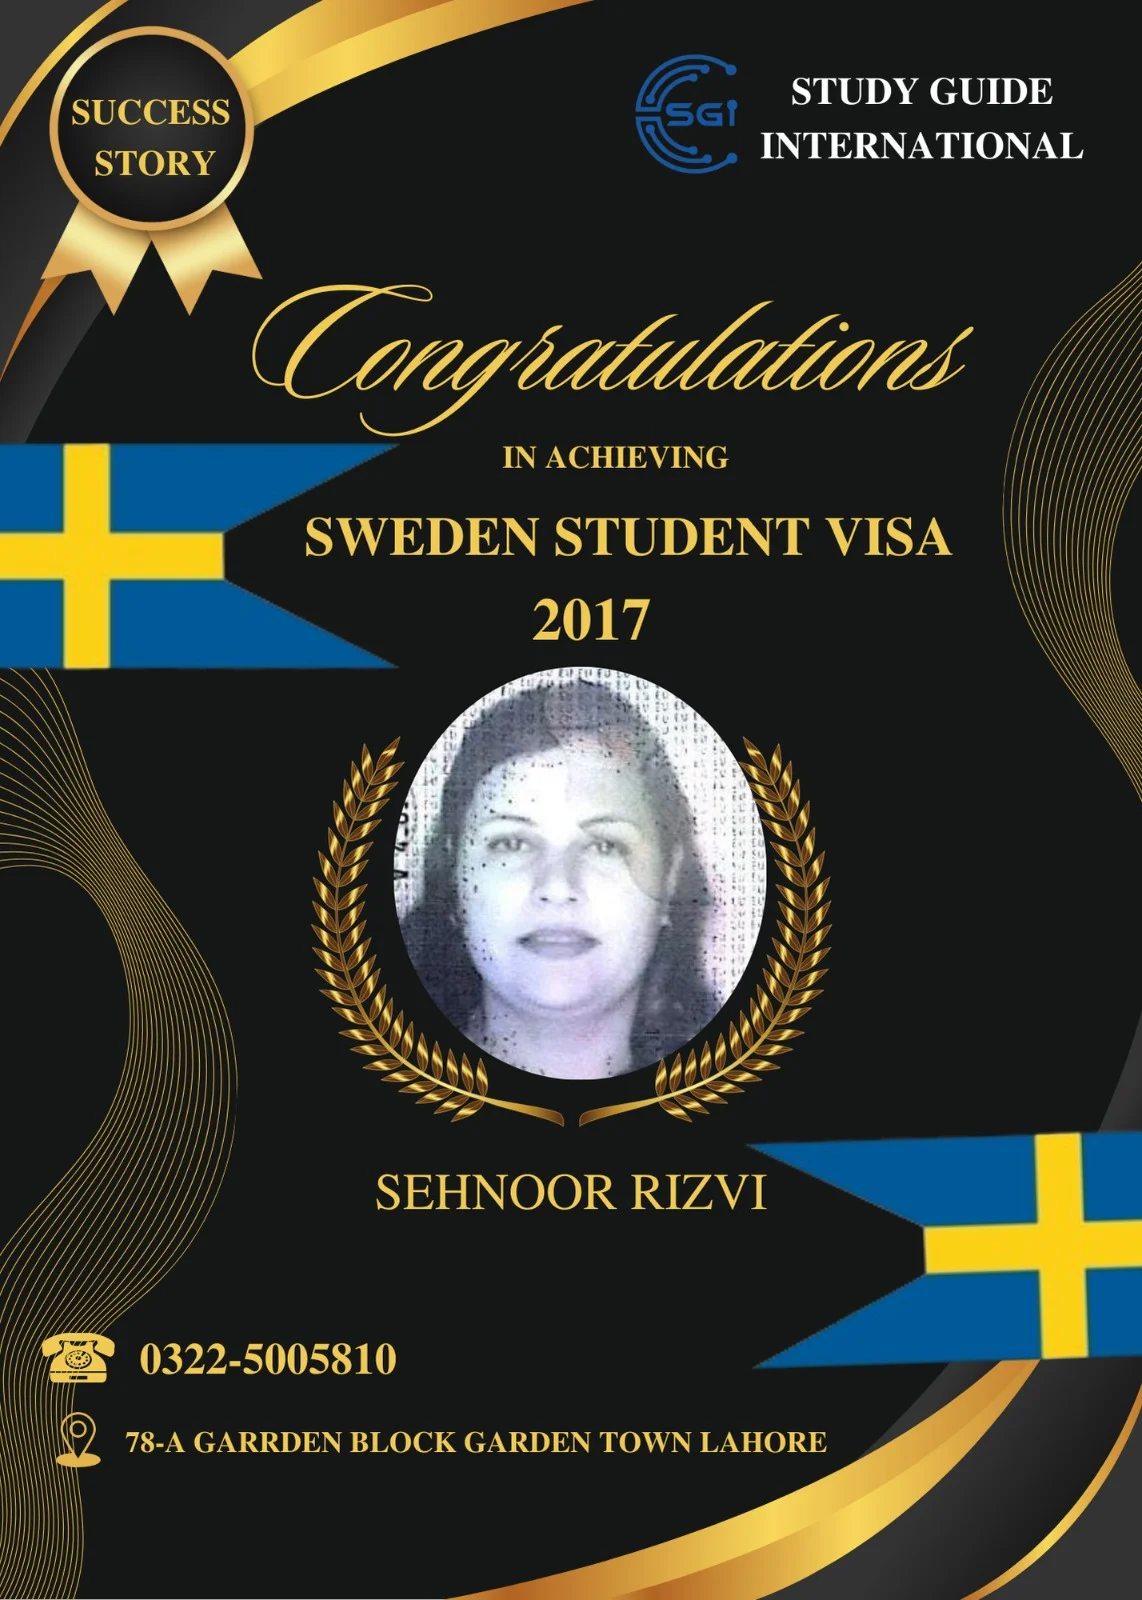 SUCCESS
STORY
SGI
STUDY GUIDE
INTERNATIONAL
Congratulations
IN ACHIEVING
SWEDEN STUDENT VISA
2017
SEHNOOR RIZVI
0322-5005810
78-A GARRDEN BLOCK GARDEN TOWN LAHORE